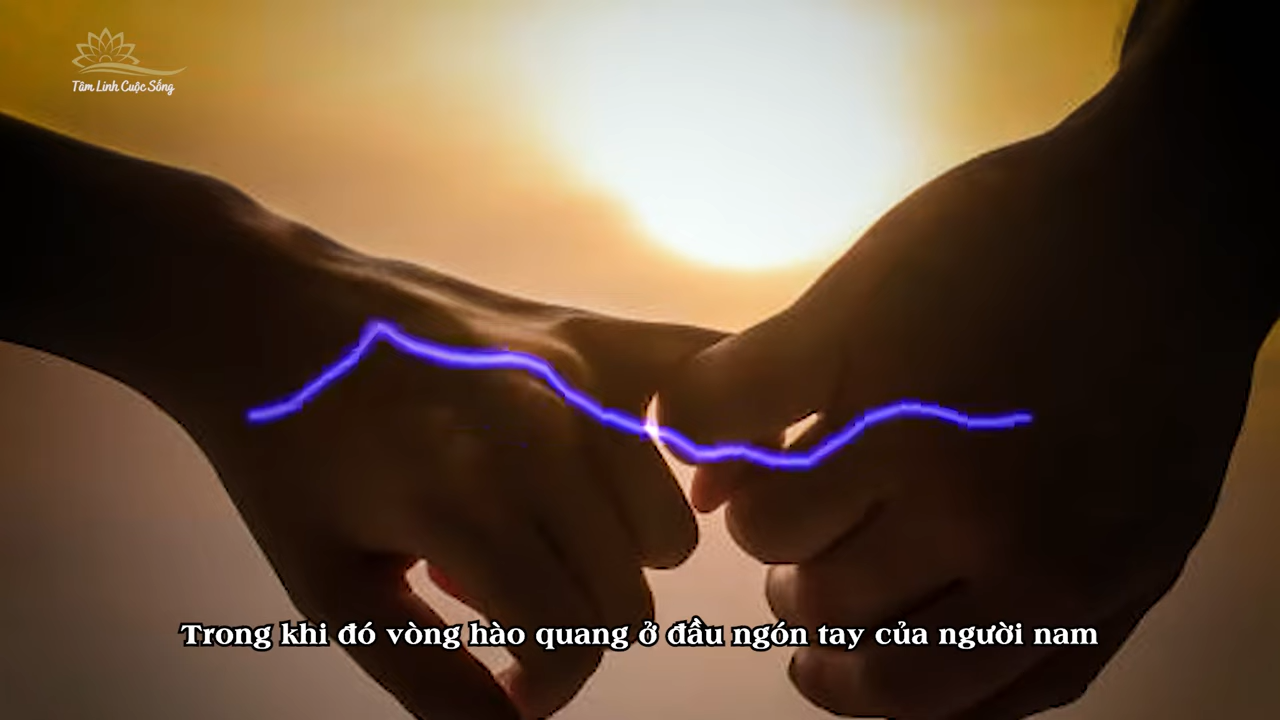 Tâm Linh Cuộc Sống
Trong khi đó vòng hào quang ở đầu ngón tay của người nam